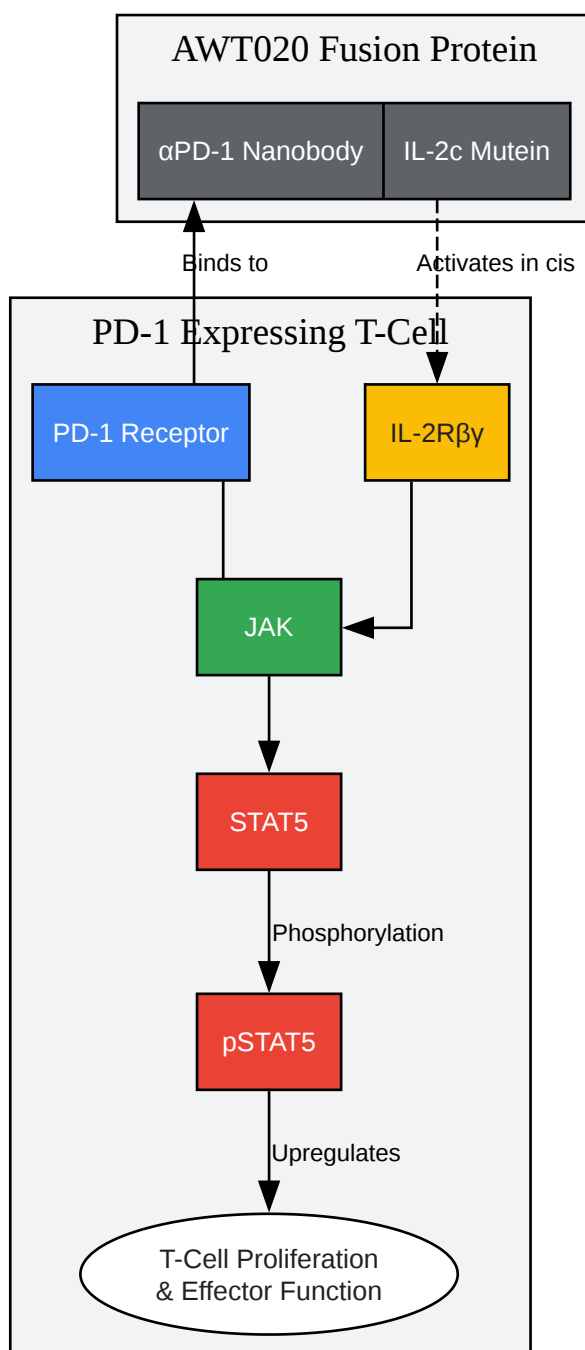 AWT020 Fusion Protein
αPD-1 Nanobody
IL-2c Mutein
Binds to
Activates in cis
PD-1 Expressing T-Cell
PD-1 Receptor
IL-2Rβγ
JAK
STAT5
Phosphorylation
pSTAT5
Upregulates
T-Cell Proliferation
& Effector Function